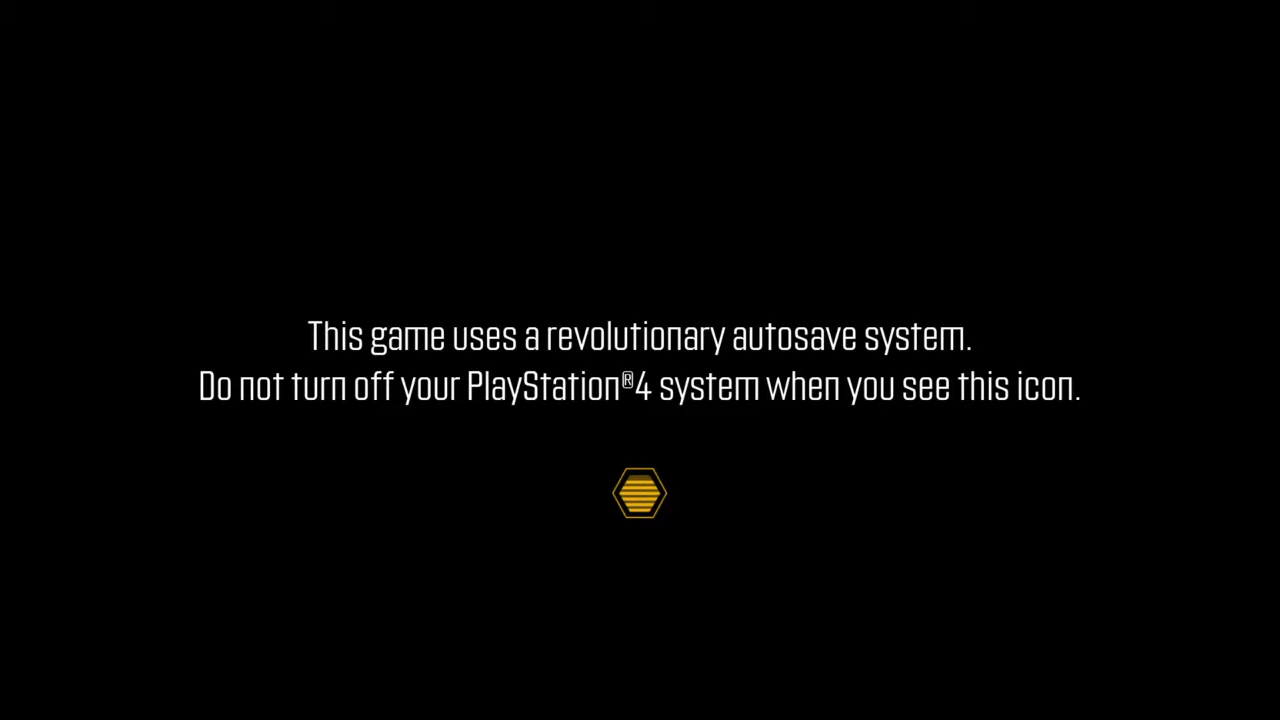 This game uses a revolutionary autosave system.
Do not turn off your PlayStation®4 system when you see this icon.